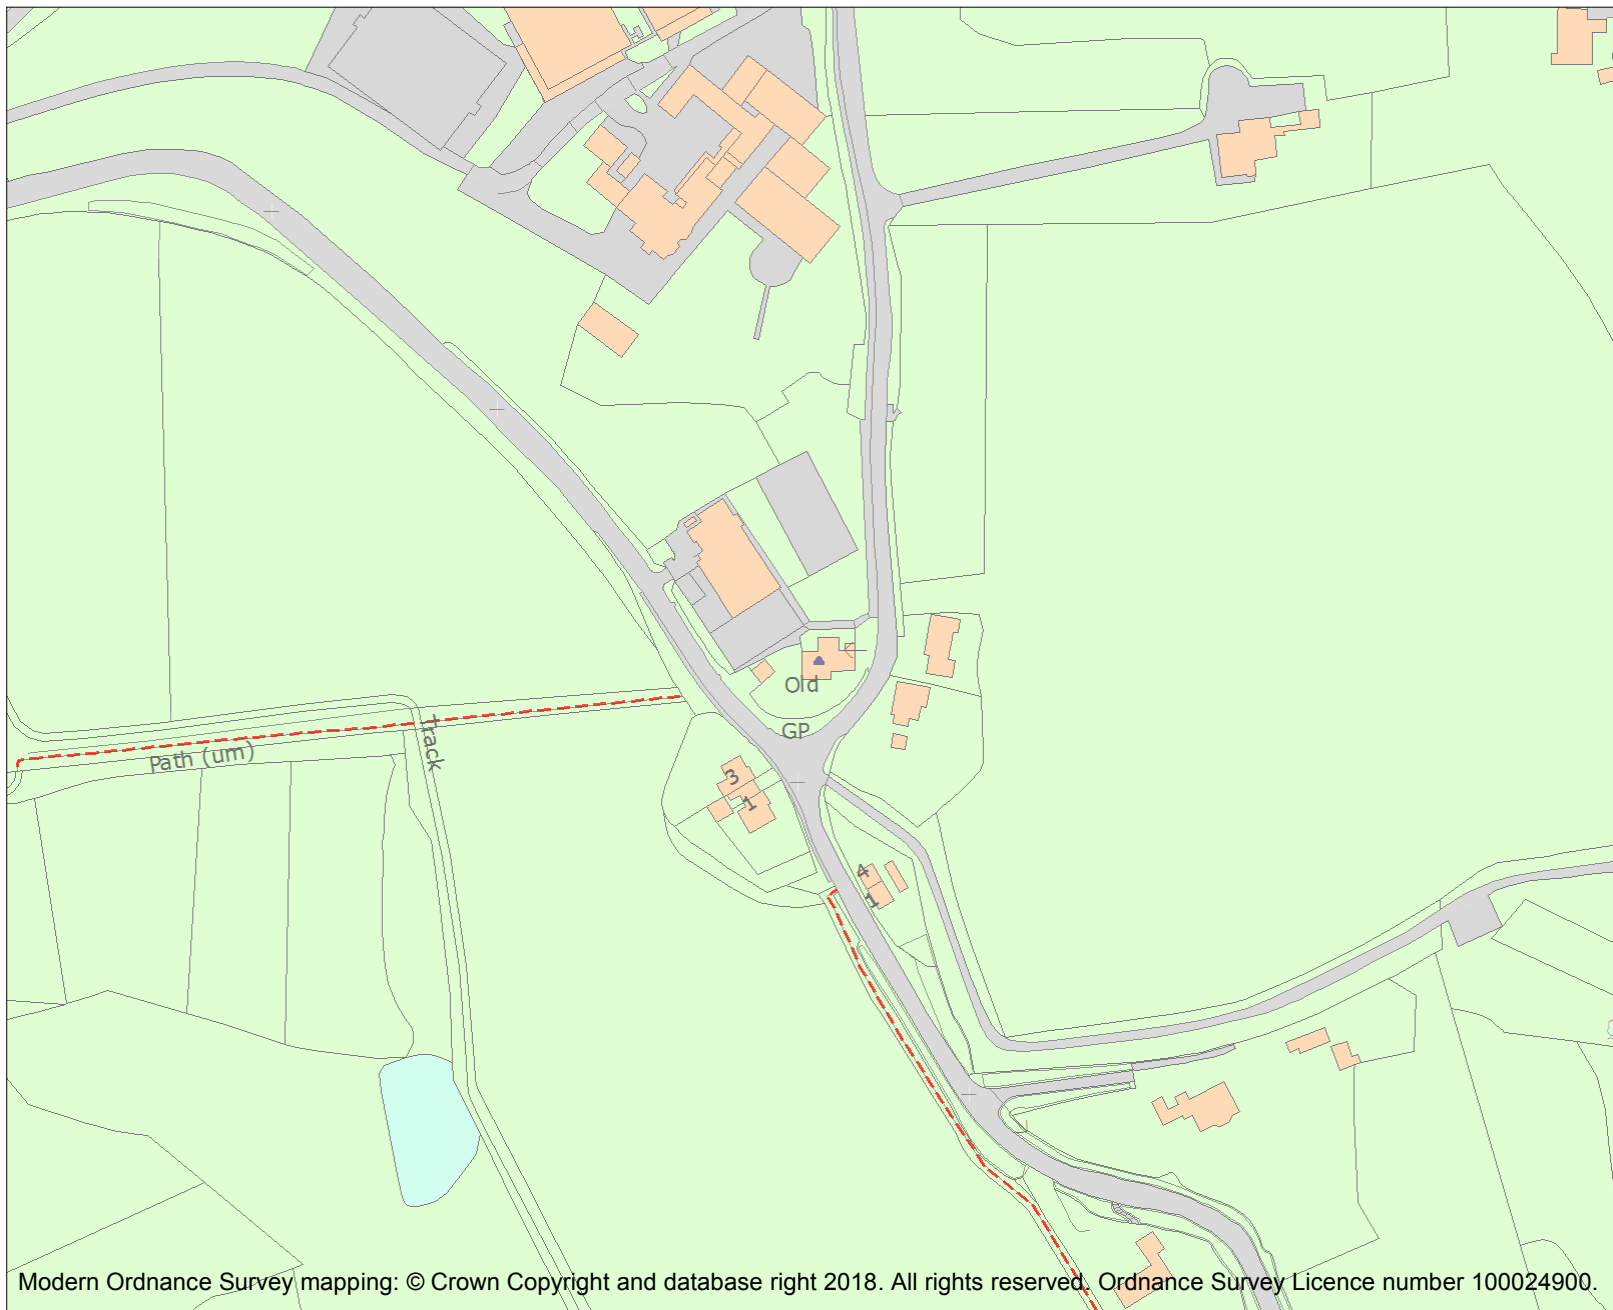 Old
GP
Track
Path (um)
3
1
4
1
Modern Ordnance Survey mapping: © Crown Copyright and database right 2018. All rights reserved. Ordnance Survey Licence number 100024900.